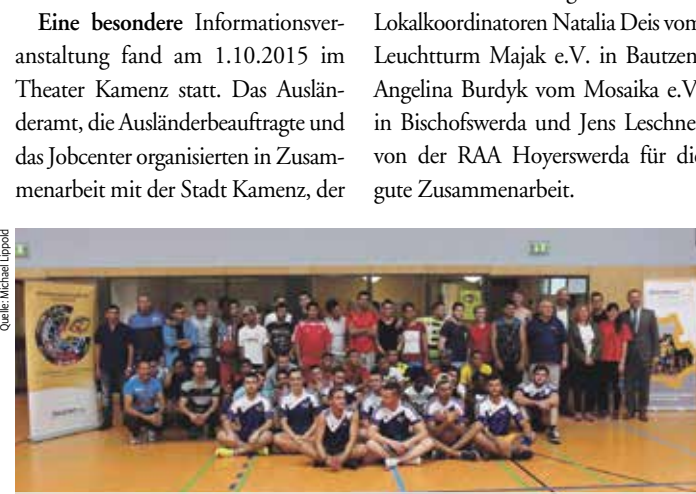 Eine besondere Informationsver-
anstaltung fand am 1.10.2015 im
Theater Kamenz statt. Das Auslän-
deramt, die Ausländerbeauftragte und
das Jobcenter organisierten in Zusam-
menarbeit mit der Stadt Kamenz, der
Lokalkoordinatoren Natalia Deis vom
Leuchtturm Majak e.V. in Bautzen,
Angelina Burdyk vom Mosaika e.V.
in Bischofswerda und Jens Leschne
von der RAA Hoyerswerda für di
gute Zusammenarbeit.
Quelle: Michael Lippold